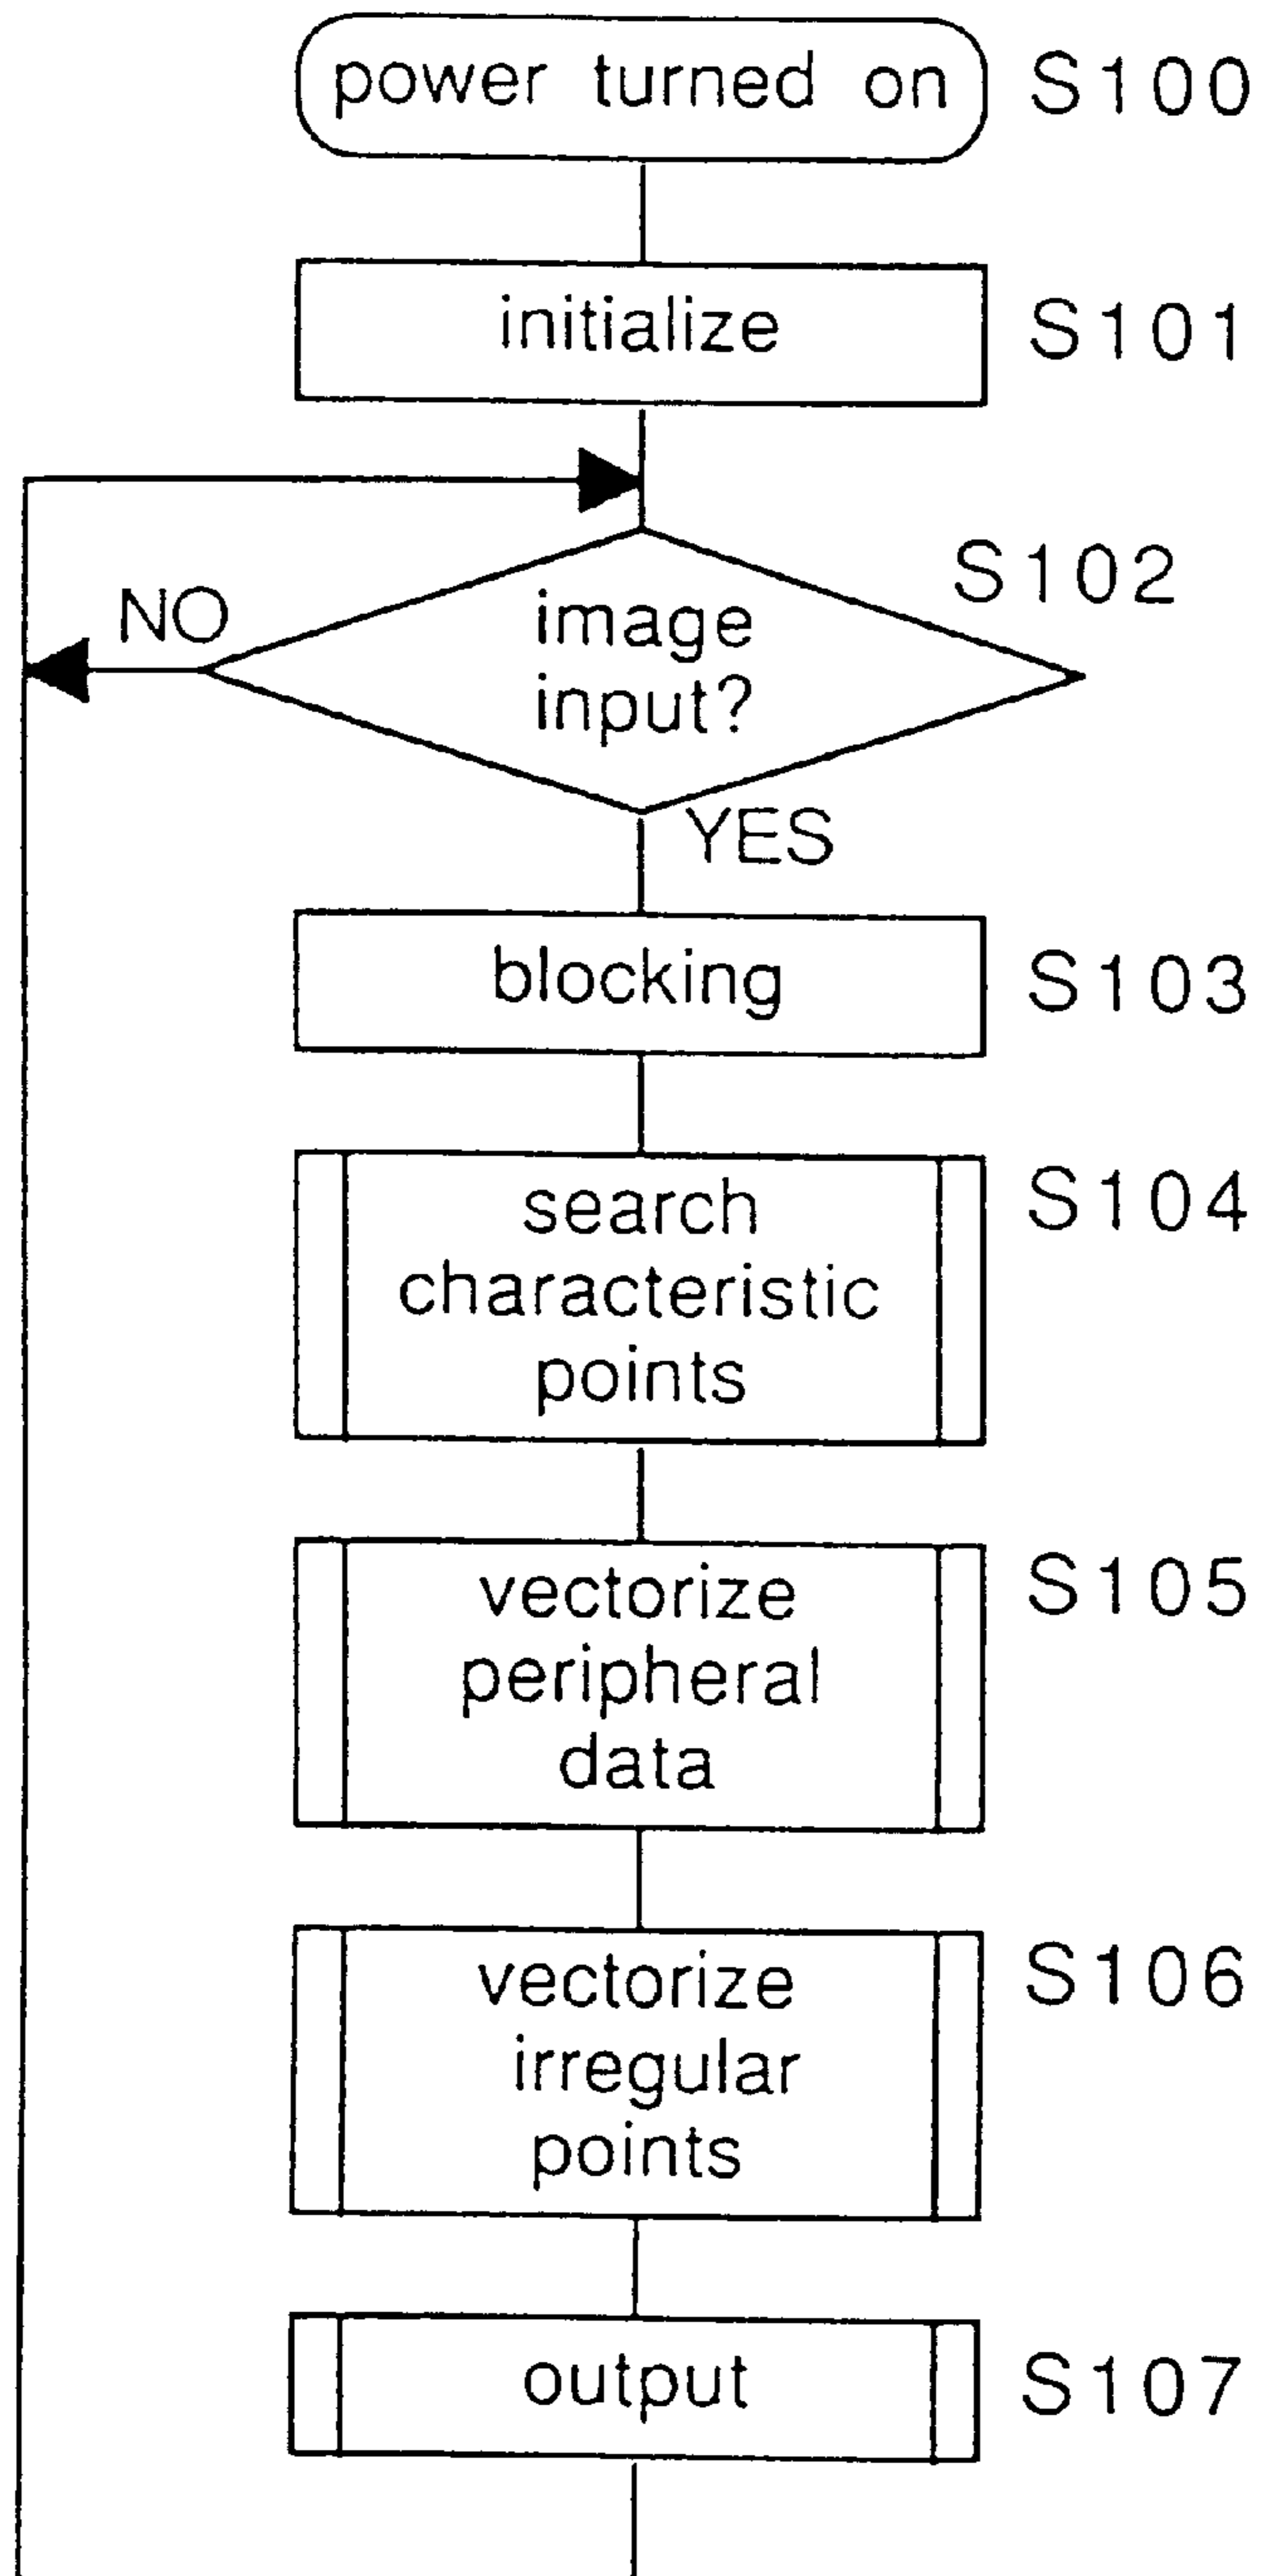 power turned on S100
initialize S101
S102
NO
image
input?
YES
blocking S103
search S104
characteristic
points
vectorize S105
peripheral
data
vectorize S106
irregular
points
output S107